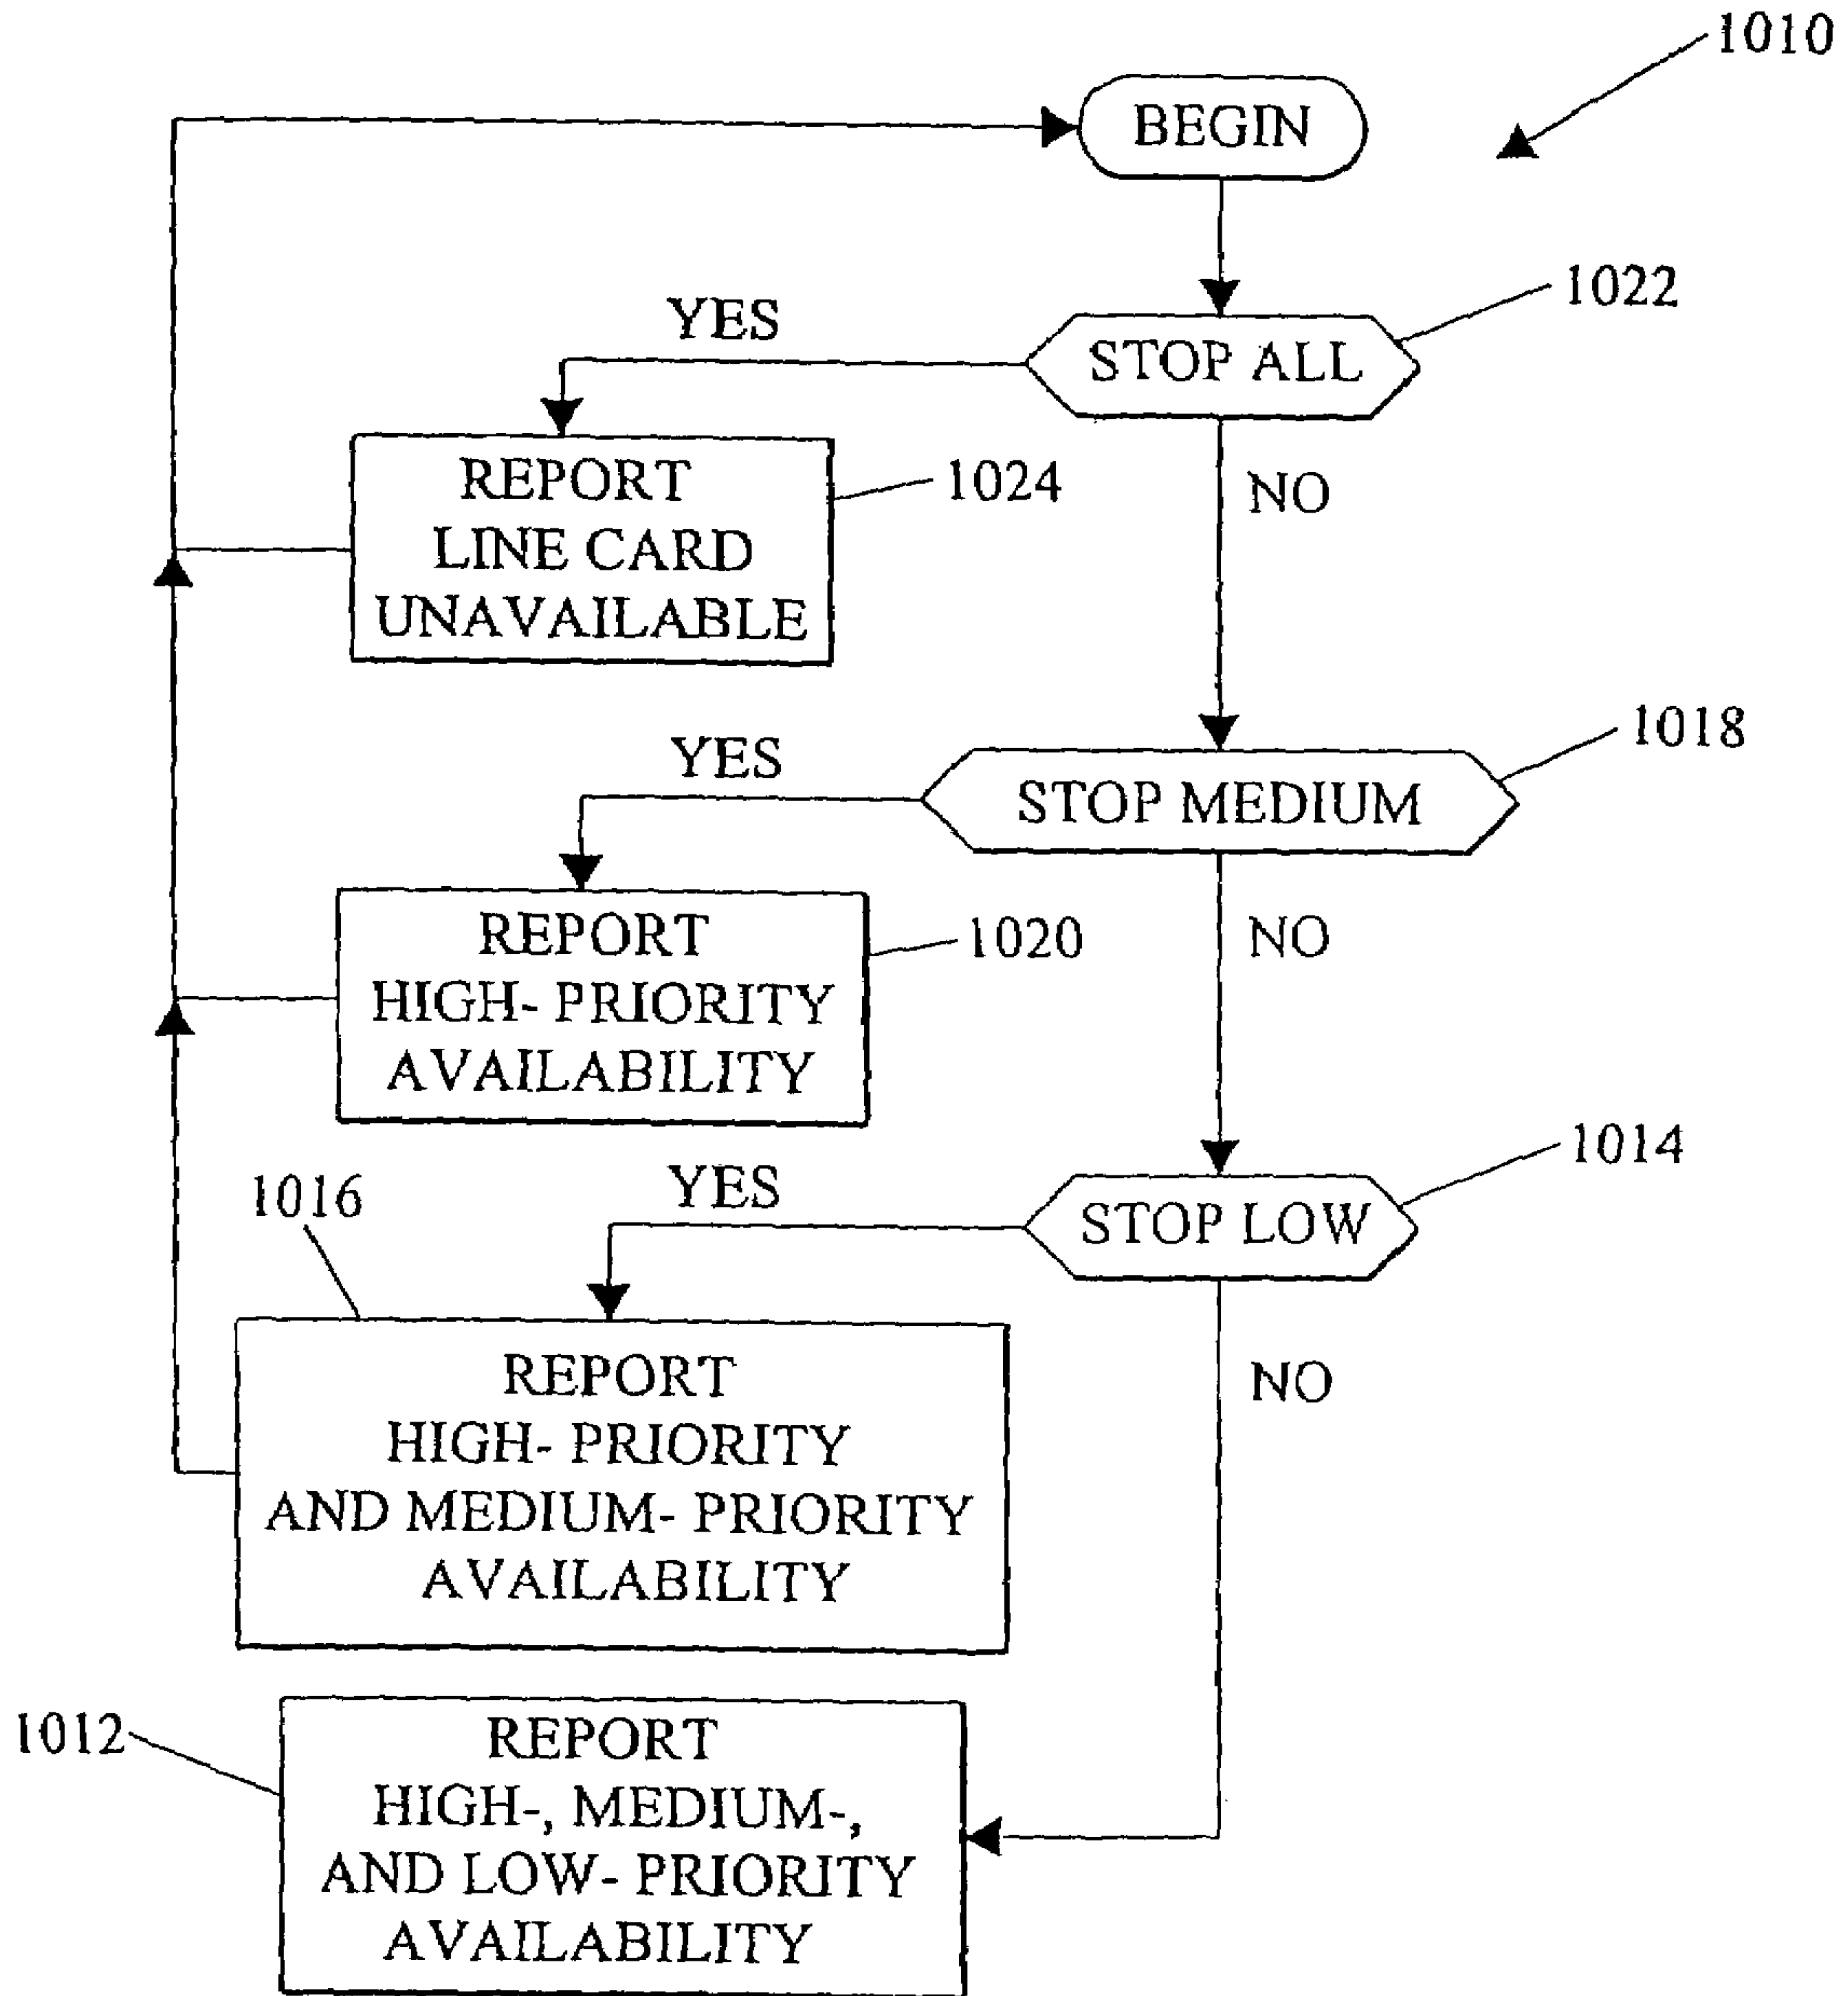 1010
BEGIN
1022
YES
STOP ALL
REPORT
LINE CARD
UNAVAILABLE
1024
NO
1018
YES
STOP MEDIUM
REPORT
HIGH- PRIORITY
AVAILABILITY
1020
NO
1014
YES
1016
STOP LOW
REPORT
HIGH- PRIORITY
AND MEDIUM- PRIORITY
AVAILABILITY
NO
1012
REPORT
HIGH-, MEDIUM-,
AND LOW- PRIORITY
AVAILABILITY